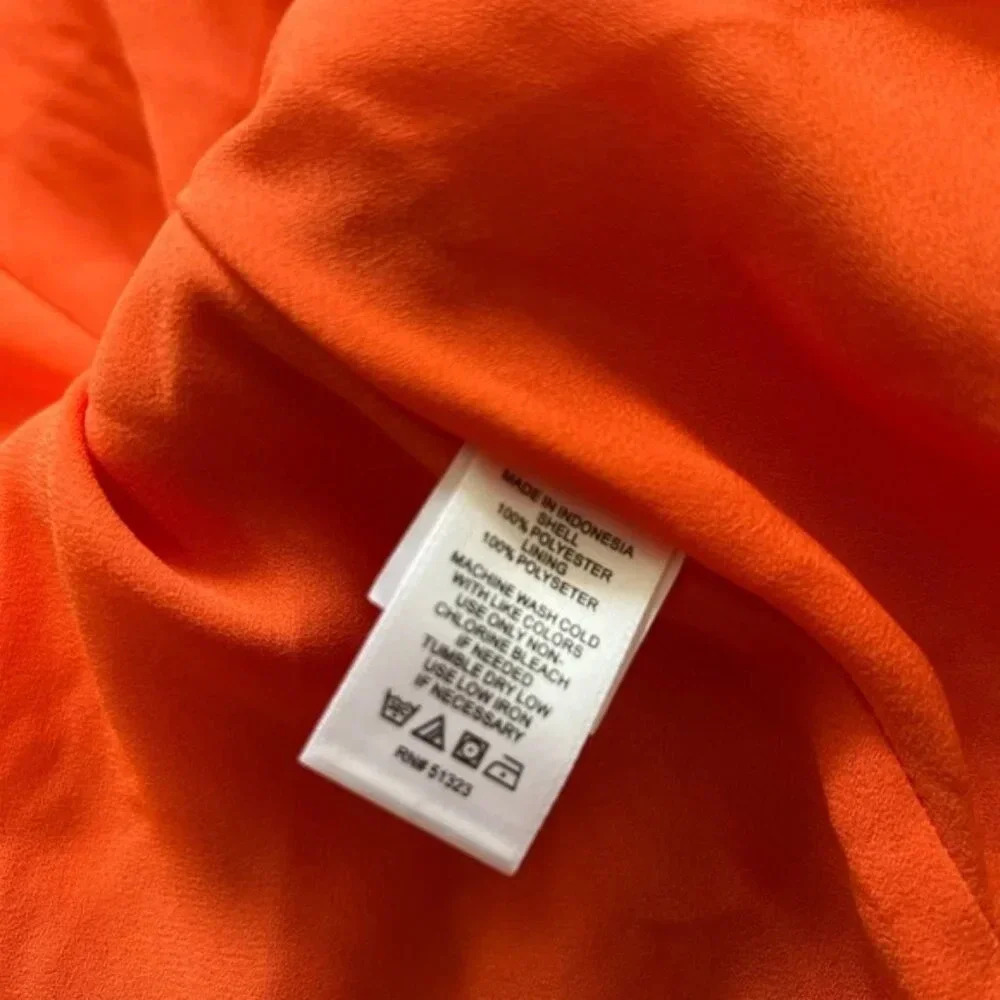 MADE IN INDONESIA
SHELL
100% POLYESTER
LINING
100% POLYSETER
MACHINE WASH COLD
WITH LIKE COLORS
USE ONLY NON-
CHLORINE BLEACH
IF NEEDED
TUMBLE DRY LOW
USE LOW IRON
IF NECESSARY
RN# 51323